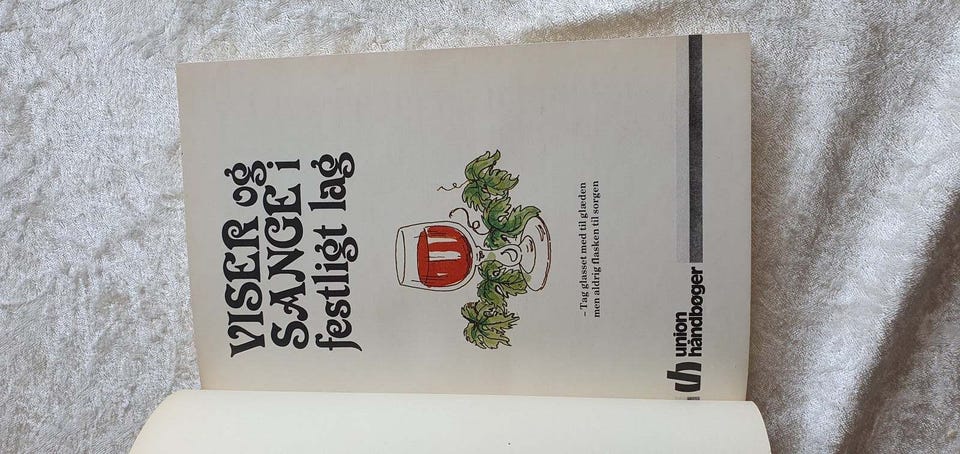 VISER og
SANGE i
festligt lag
– Tag glasset med til glæden
men aldrig flasken til sorgen
union
håndbøger